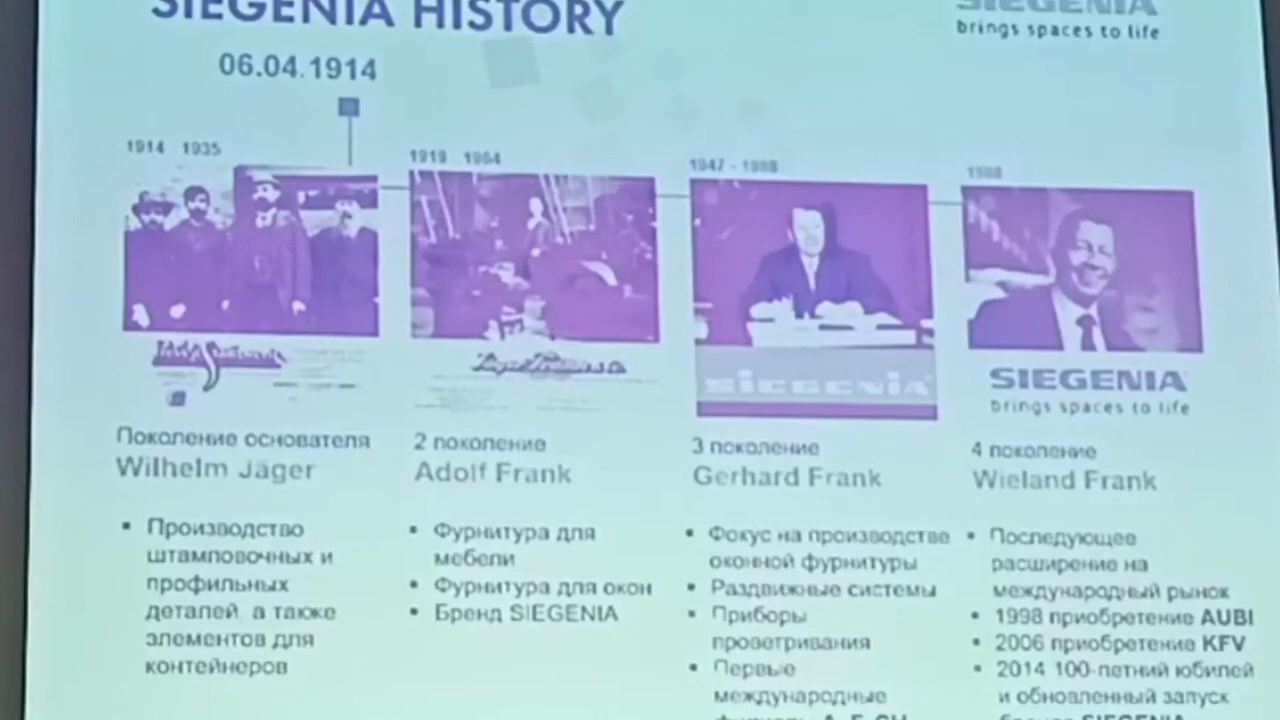 SIEGENIA HISTORY
SIEGENIA
brings spaces to life
06.04.1914
1914 1935
1919 1964
1947 - 1988
1988
siegenia
SIEGENIA
brings spaces to life
Поколение основателя
Wilhelm Jäger
2 поколение
Adolf Frank
3 поколение
Gerhard Frank
4 поколение
Wieland Frank
▪ Производство
штамповочных и
профильных
деталей, а также
элементов для
контейнеров
▪ Фурнитура для
мебели
▪ Фурнитура для окон
▪ Бренд SIEGENIA
▪ Фокус на производстве
оконной фурнитуры
▪ Раздвижные системы
▪ Приборы
проветривания
▪ Первые
международные
▪ Последующее
расширение на
международный рынок
▪ 1998 приобретение AUBI
▪ 2006 приобретение KFV
▪ 2014 100-летний юбилей
и обновленный запуск
бренда SIEGENIA